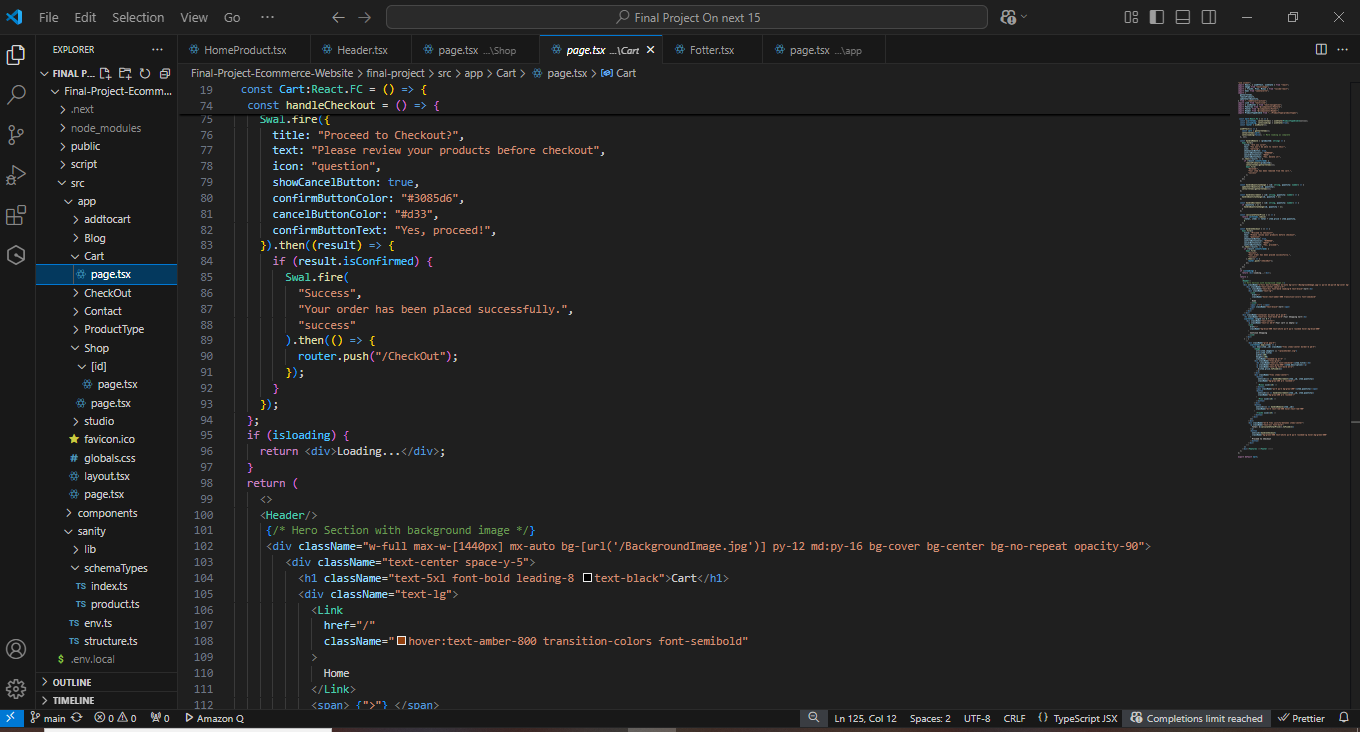 File Edit Selection View Go ··· Final Project On next 15
EXPLORER ···
HomeProduct.tsx Header.tsx page.tsx ...\Shop page.tsx ...\Cart Fotter.tsx page.tsx ...\app
FINAL P...
Final-Project-Ecomm...
.next
node_modules
public
script
src
app
addtocart
Blog
Cart
page.tsx
CheckOut
Contact
ProductType
Shop
[id]
page.tsx
page.tsx
studio
favicon.ico
# globals.css
layout.tsx
page.tsx
components
sanity
lib
schemaTypes
TS index.ts
TS product.ts
TS env.ts
TS structure.ts
$ .env.local
OUTLINE
TIMELINE
Final-Project-Ecommerce-Website > final-project > src > app > Cart > page.tsx > Cart
19 const Cart:React.FC = () => {
74 const handleCheckout = () => {
75 Swal.fire({
76 title: "Proceed to Checkout?",
77 text: "Please review your products before checkout",
78 icon: "question",
79 showCancelButton: true,
80 confirmButtonColor: "#3085d6",
81 cancelButtonColor: "#d33",
82 confirmButtonText: "Yes, proceed!",
83 }).then((result) => {
84 if (result.isConfirmed) {
85 Swal.fire(
86 "Success",
87 "Your order has been placed successfully.",
88 "success"
89 ).then(() => {
90 router.push("/CheckOut");
91 });
92 }
93 });
94 };
95 if (isloading) {
96 return <div>Loading...</div>;
97 }
98 return (
99 <>
100 <Header/>
101 {/* Hero Section with background image */}
102 <div className="w-full max-w-[1440px] mx-auto bg-[url('/BackgroundImage.jpg')] py-12 md:py-16 bg-cover bg-center bg-no-repeat opacity-90">
103 <div className="text-center space-y-5">
104 <h1 className="text-5xl font-bold leading-8 text-black">Cart</h1>
105 <div className="text-lg">
106 <Link
107 href="/"
108 className="hover:text-amber-800 transition-colors font-semibold"
109 >
110 Home
111 </Link>
112 <span> {">"} </span>
main 0 0 0 Amazon Q Ln 125, Col 12 Spaces: 2 UTF-8 CRLF {} TypeScript JSX Completions limit reached Prettier